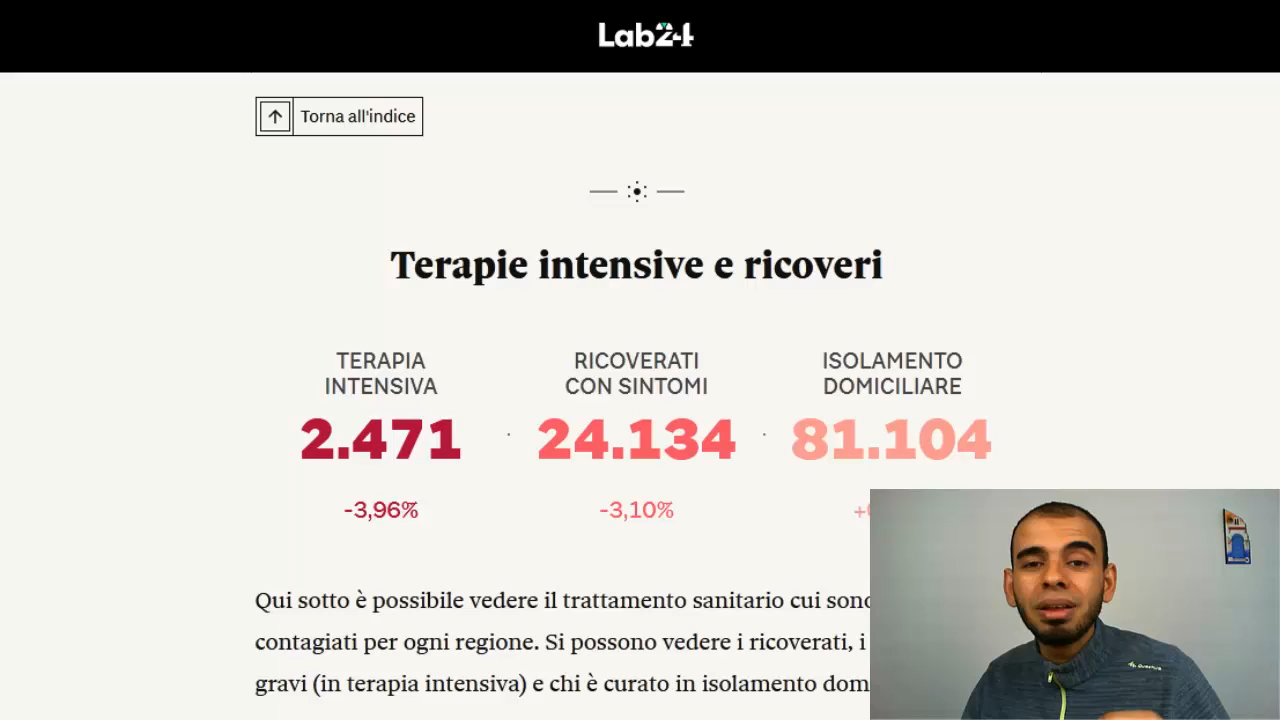 Lab24
Torna all'indice
Terapie intensive e ricoveri
TERAPIA
INTENSIVA
2.471
-3,96%
RICOVERATI
CON SINTOMI
24.134
-3,10%
ISOLAMENTO
DOMICILIARE
81.104
Qui sotto è possibile vedere il trattamento sanitario cui
contagiati per ogni regione. Si possono vedere i ricoverati, i
gravi (in terapia intensiva) e chi è curato in isolamento